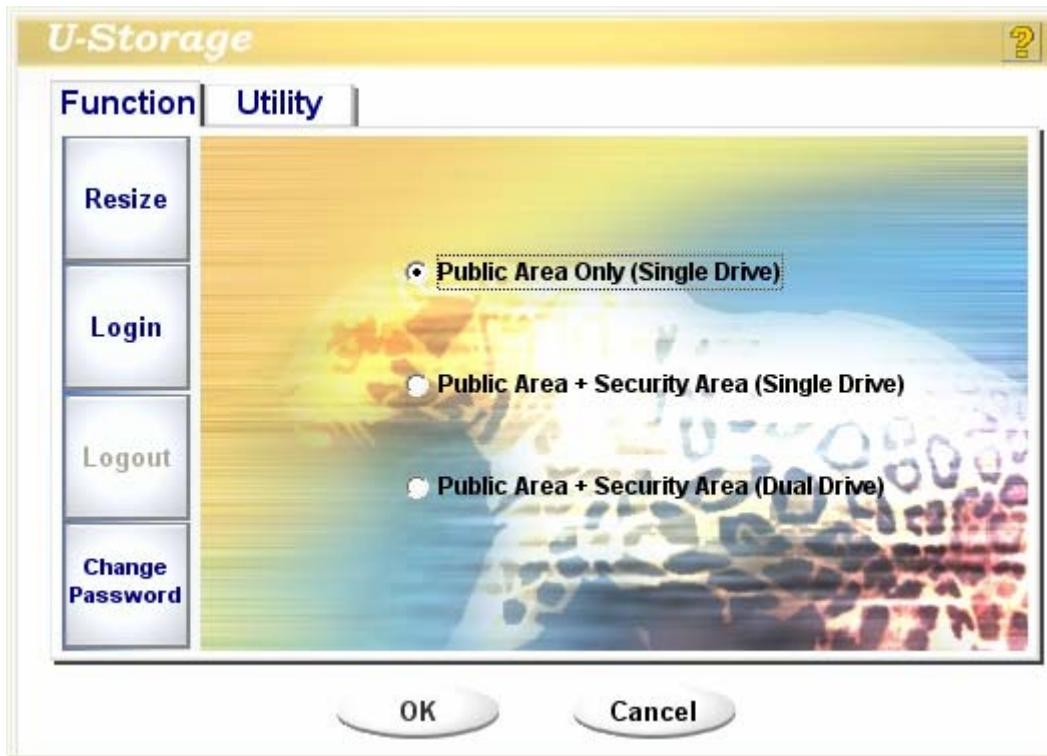 U-Storage
?
Function
Utility
Resize
Login
Logout
Change
Password
Public Area Only (Single Drive)
Public Area + Security Area (Single Drive)
Public Area + Security Area (Dual Drive)
OK
Cancel